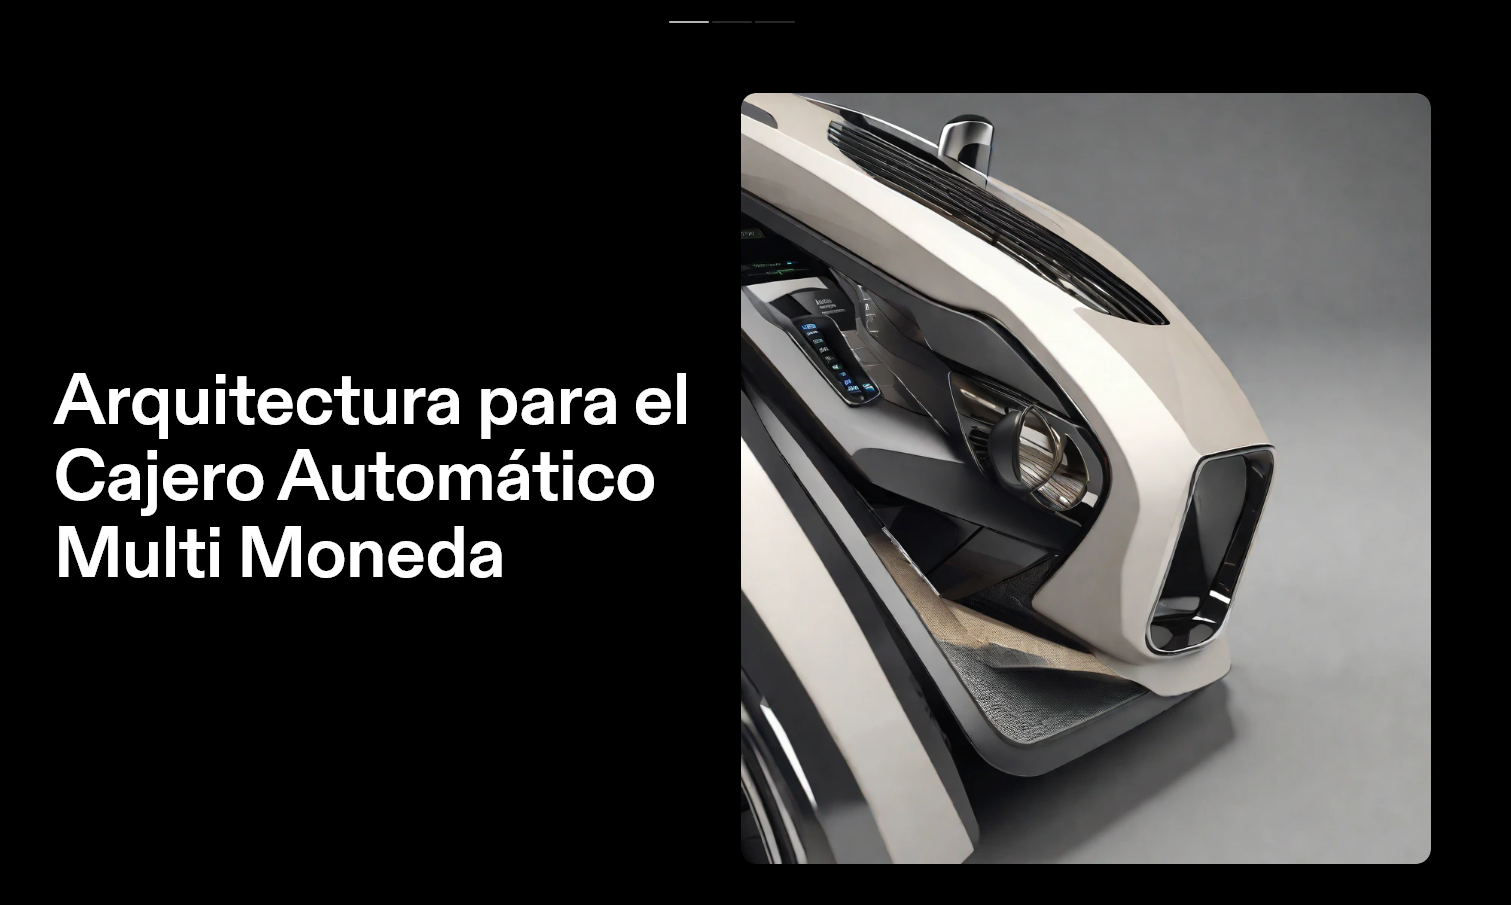 Arquitectura para el
Cajero Automático
Multi Moneda